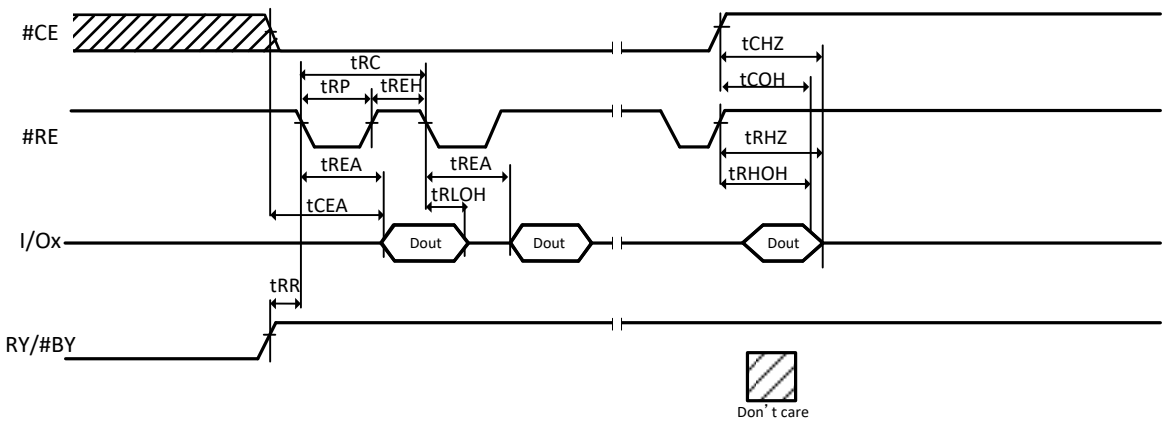 #CE
tCHZ
tRC
tCOH
tRP
tREH
#RE
tRHZ
tREA
tREA
tRHOH
tRLOH
tCEA
I/Ox
Dout
Dout
Dout
tRR
RY/#BY
Don’t care